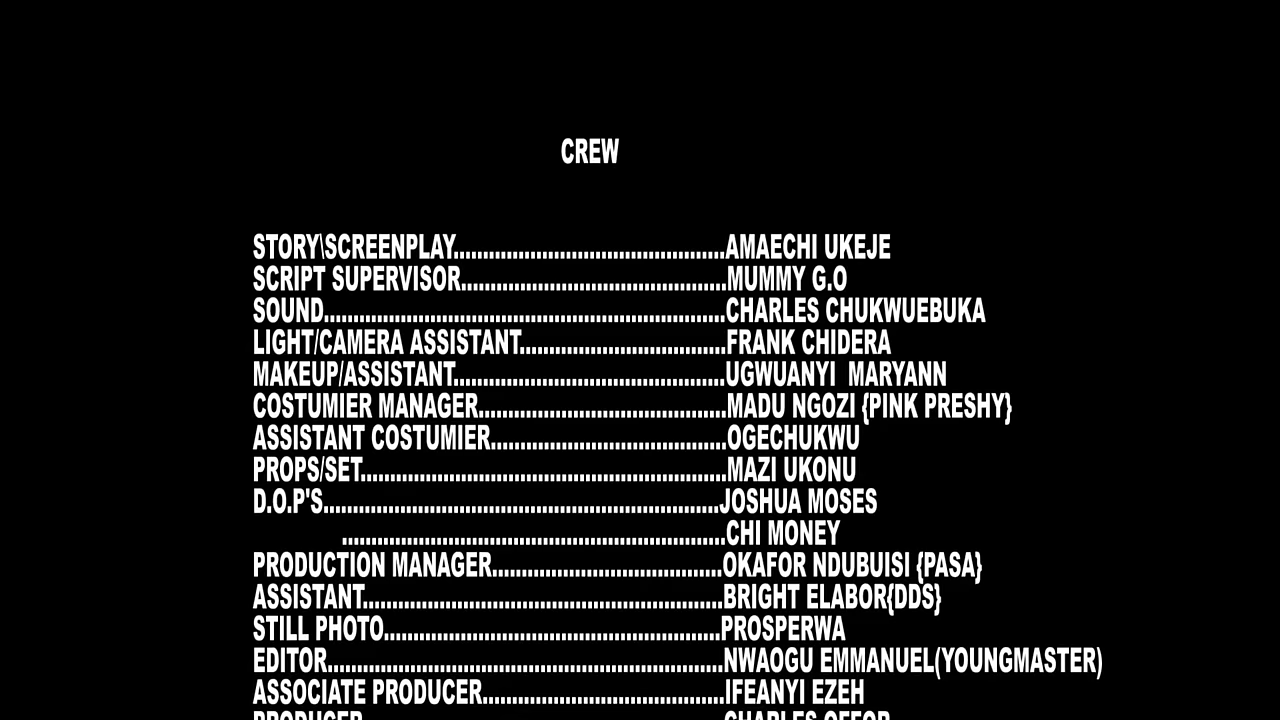 CREW
STORY\SCREENPLAY..............................................AMAECHI UKEJE
SCRIPT SUPERVISOR.............................................MUMMY G.O
SOUND....................................................................CHARLES CHUKWUEBUKA
LIGHT/CAMERA ASSISTANT...................................FRANK CHIDERA
MAKEUP/ASSISTANT..............................................UGWUANYI  MARYANN
COSTUMIER MANAGER..........................................MADU NGOZI {PINK PRESHY}
ASSISTANT COSTUMIER........................................OGECHUKWU
PROPS/SET..............................................................MAZI UKONU
D.O.P'S...................................................................JOSHUA MOSES
.................................................................CHI MONEY
PRODUCTION MANAGER.......................................OKAFOR NDUBUISI {PASA}
ASSISTANT.............................................................BRIGHT ELABOR{DDS}
STILL PHOTO.........................................................PROSPERWA
EDITOR...................................................................NWAOGU EMMANUEL(YOUNGMASTER)
ASSOCIATE PRODUCER.........................................IFEANYI EZEH
PRODUCER.............................................................CHARLES OFFOR